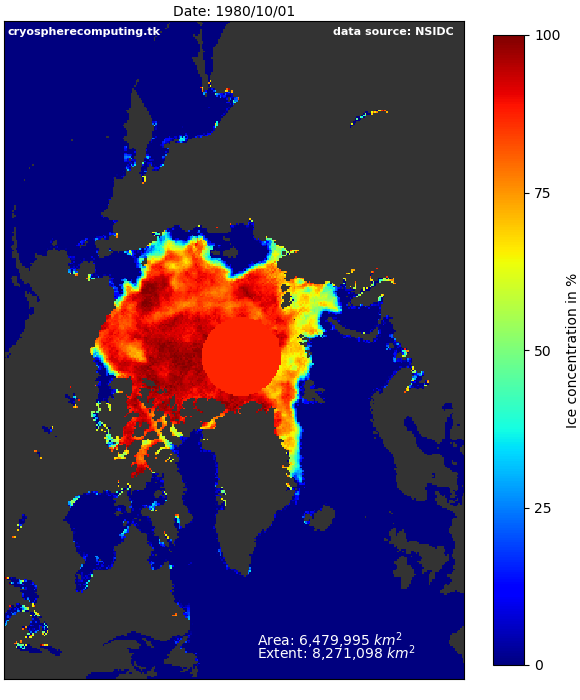 Date: 1980/10/01
cryospherecomputing.tk
data source: NSIDC
100
75
50
25
0
Ice concentration in %
Area: 6,479,995 km²
Extent: 8,271,098 km²